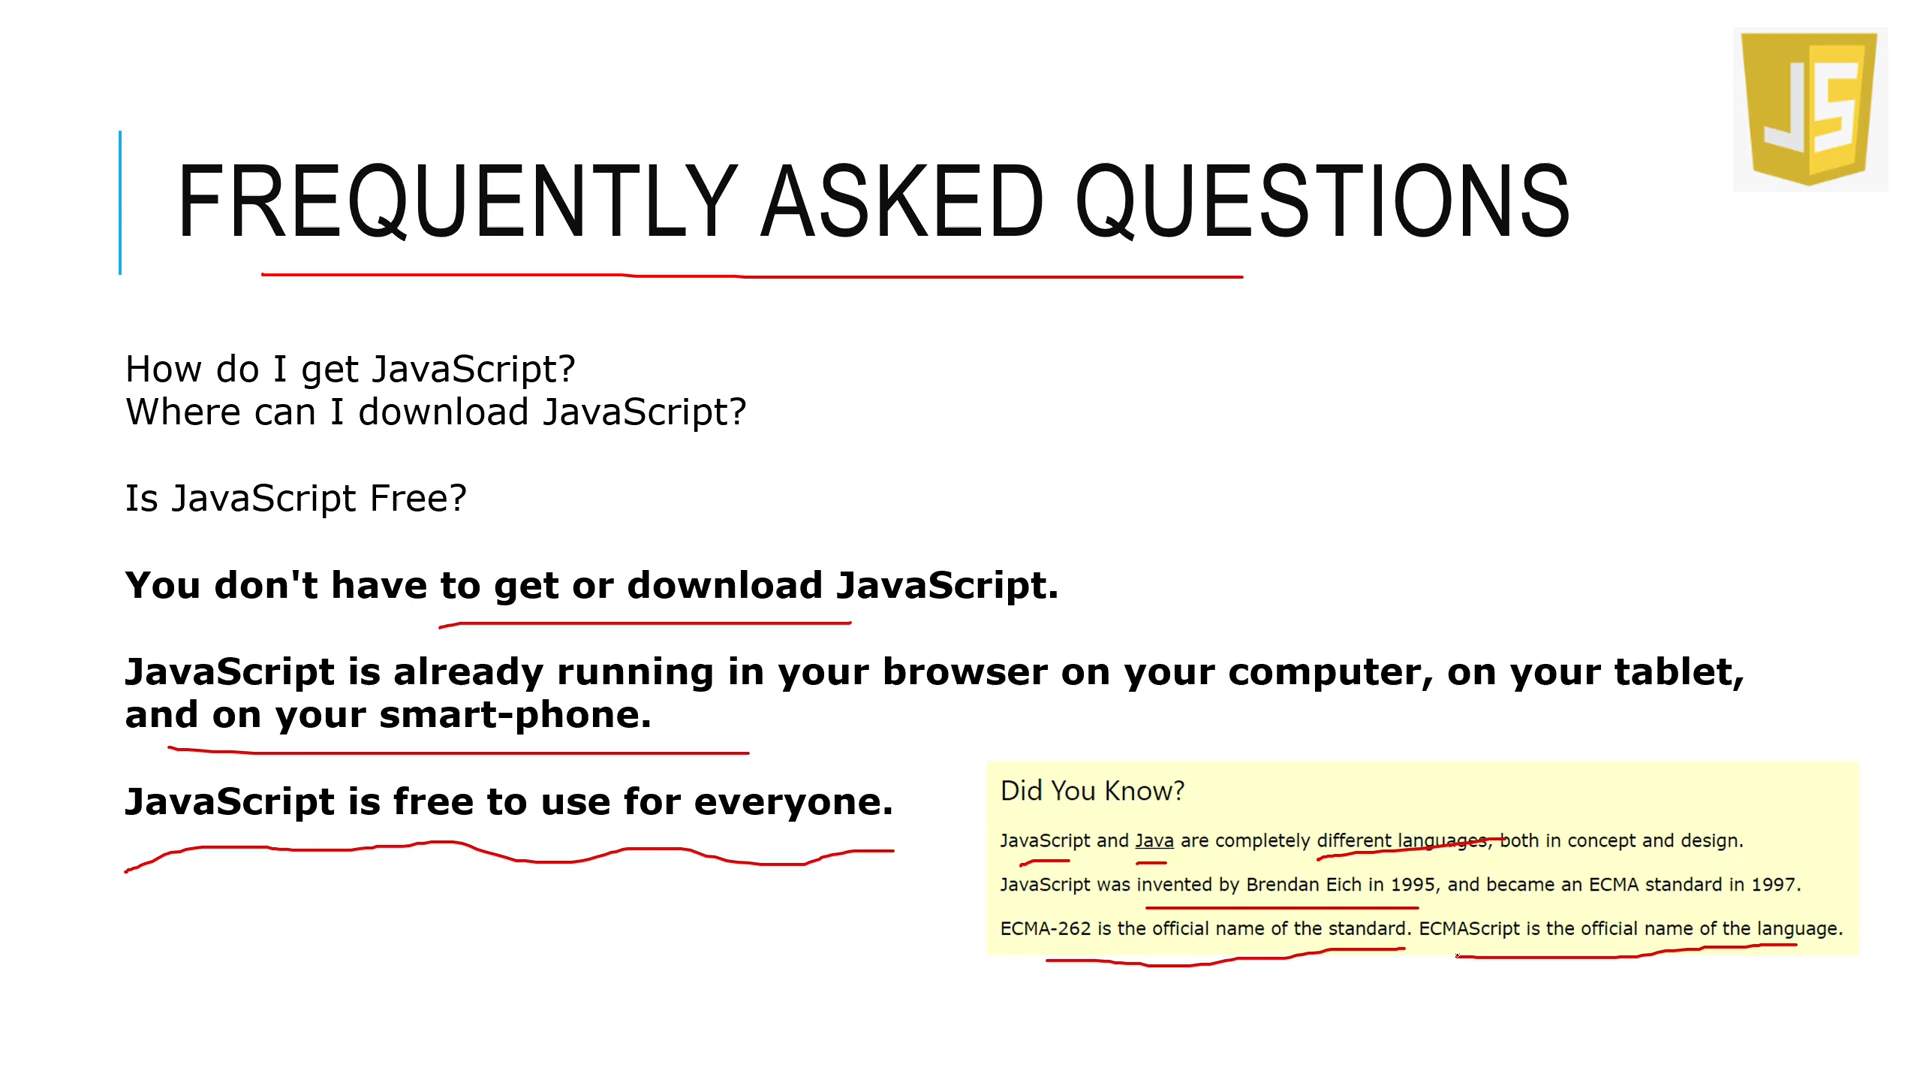 JS
FREQUENTLY ASKED QUESTIONS
How do I get JavaScript?
Where can I download JavaScript?
Is JavaScript Free?
You don't have to get or download JavaScript.
JavaScript is already running in your browser on your computer, on your tablet,
and on your smart-phone.
JavaScript is free to use for everyone.
Did You Know?
JavaScript and Java are completely different languages, both in concept and design.
JavaScript was invented by Brendan Eich in 1995, and became an ECMA standard in 1997.
ECMA-262 is the official name of the standard. ECMAScript is the official name of the language.